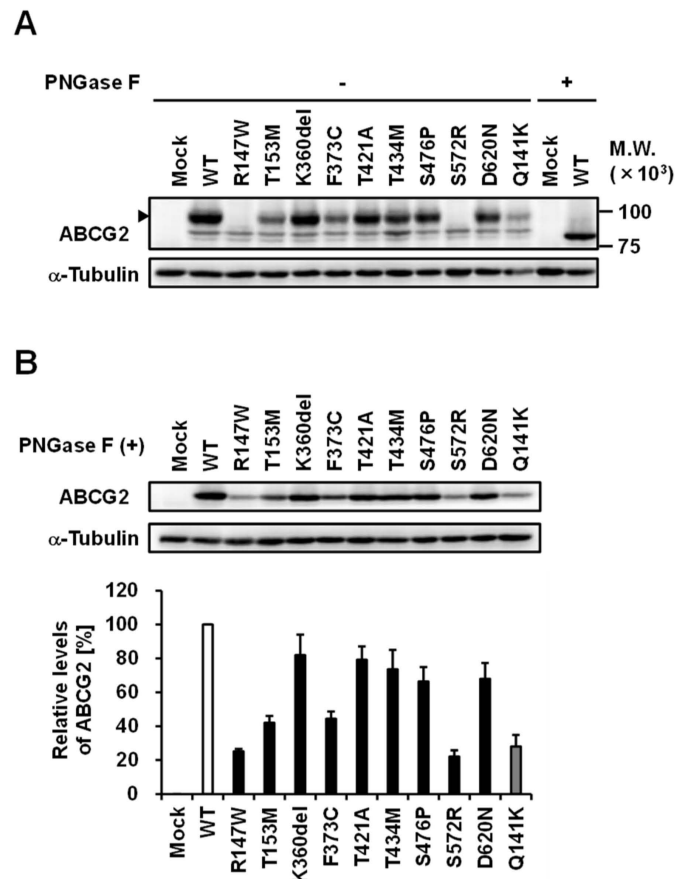 A
PNGase F - +
Mock WT R147W T153M K360del F373C T421A T434M S476P S572R D620N Q141K Mock WT
M.W.
(×10³)
ABCG2
100
75
α-Tubulin
B
PNGase F (+)
Mock WT R147W T153M K360del F373C T421A T434M S476P S572R D620N Q141K
ABCG2
α-Tubulin
Relative levels
of ABCG2 [%]
120
100
80
60
40
20
0
Mock WT R147W T153M K360del F373C T421A T434M S476P S572R D620N Q141K